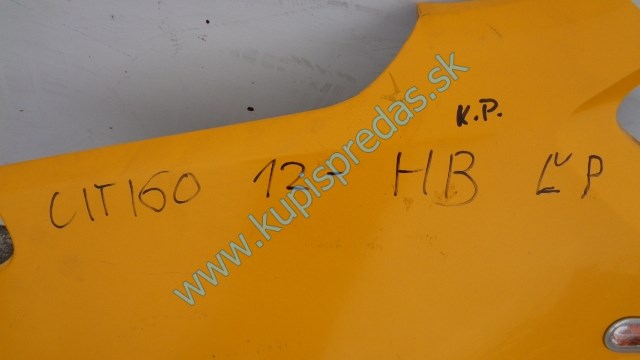 K.P.
CITIGO 12- HB ĽP
www.kupispredas.sk